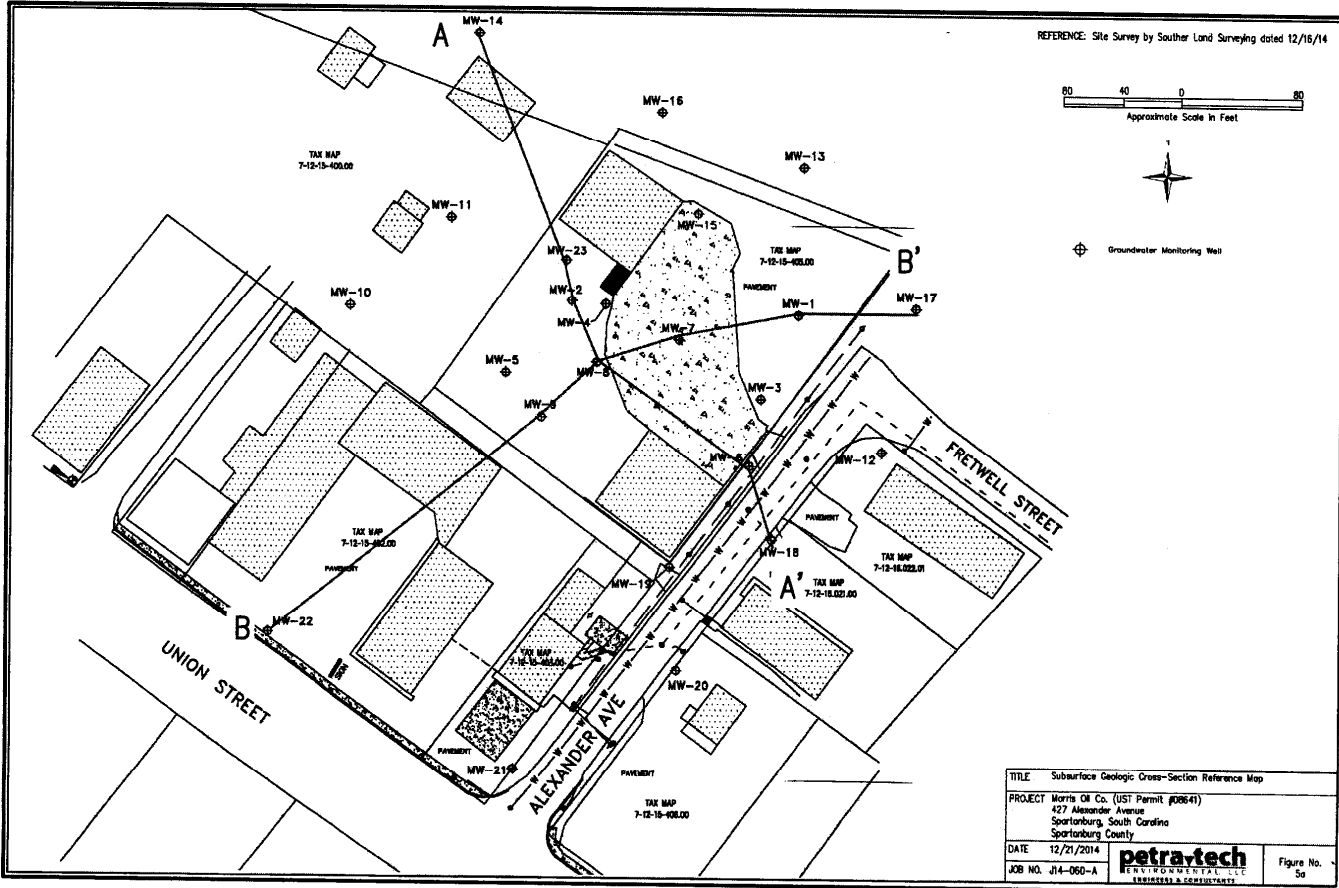 A
MW-14
REFERENCE: Site Survey by Souther Land Surveying dated 12/16/14
80 40 0 80
Approximate Scale in Feet
MW-16
MW-13
TAX MAP
7-12-15-400.00
MW-11
MW-15
MW-23
TAX MAP
7-12-15-405.00
B'
Groundwater Monitoring Well
MW-2
PAVEMENT
MW-10
MW-4
MW-1
MW-17
MW-7
MW-5
MW-8
MW-3
MW-9
MW-6
MW-12
FRETWELL STREET
PAVEMENT
TAX MAP
MW-18
TAX MAP
7-12-16.022.01
PAVEMENT
MW-19
A'
TAX MAP
7-12-16.021.00
B
MW-22
UNION STREET
SIGN
TAX MAP
MW-20
ALEXANDER AVE
PAVEMENT
MW-21
PAVEMENT
TAX MAP
7-12-15-408.00
TITLE Subsurface Geologic Cross-Section Reference Map
PROJECT Morris Oil Co. (UST Permit #08641)
427 Alexander Avenue
Spartanburg, South Carolina
Spartanburg County
DATE 12/21/2014
JOB NO. J14-060-A
petra-tech
ENVIRONMENTAL, LLC
ENGINEERS & CONSULTANTS
Figure No.
5a